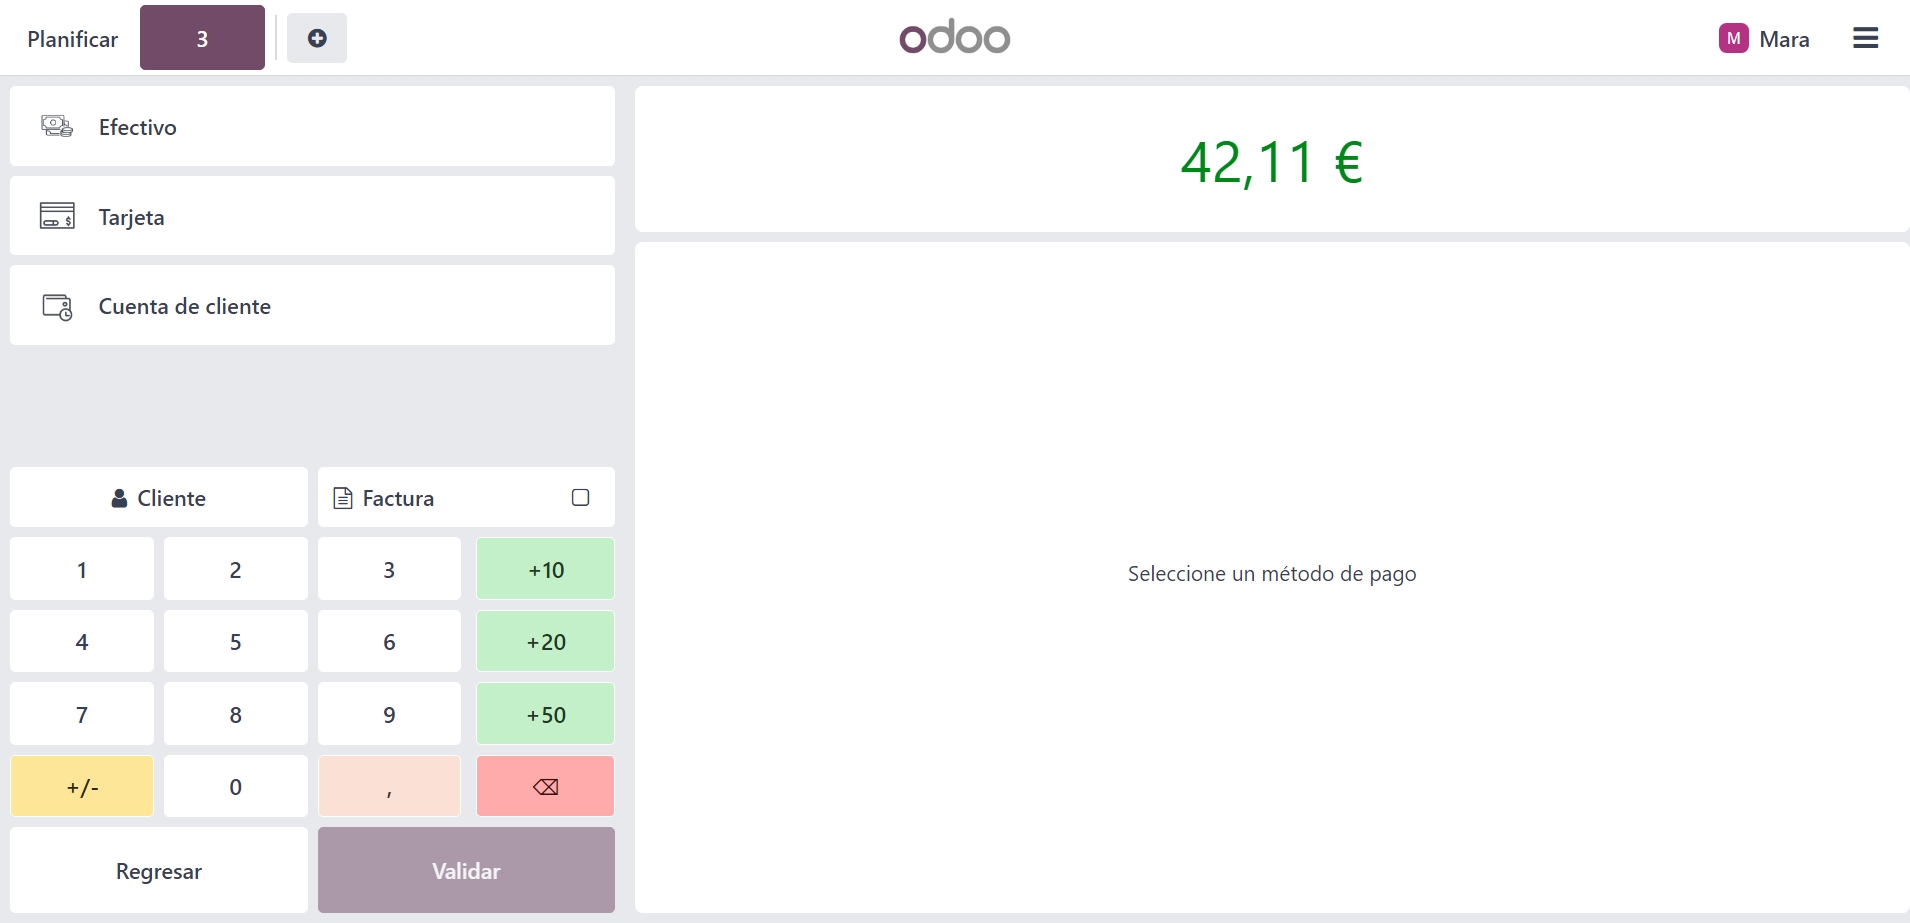 Planificar 3 odoo M Mara
Efectivo
42,11 €
Tarjeta
Cuenta de cliente
Seleccione un método de pago
Cliente Factura
1 2 3 +10
4 5 6 +20
7 8 9 +50
+/- 0 , ⌫
Regresar Validar